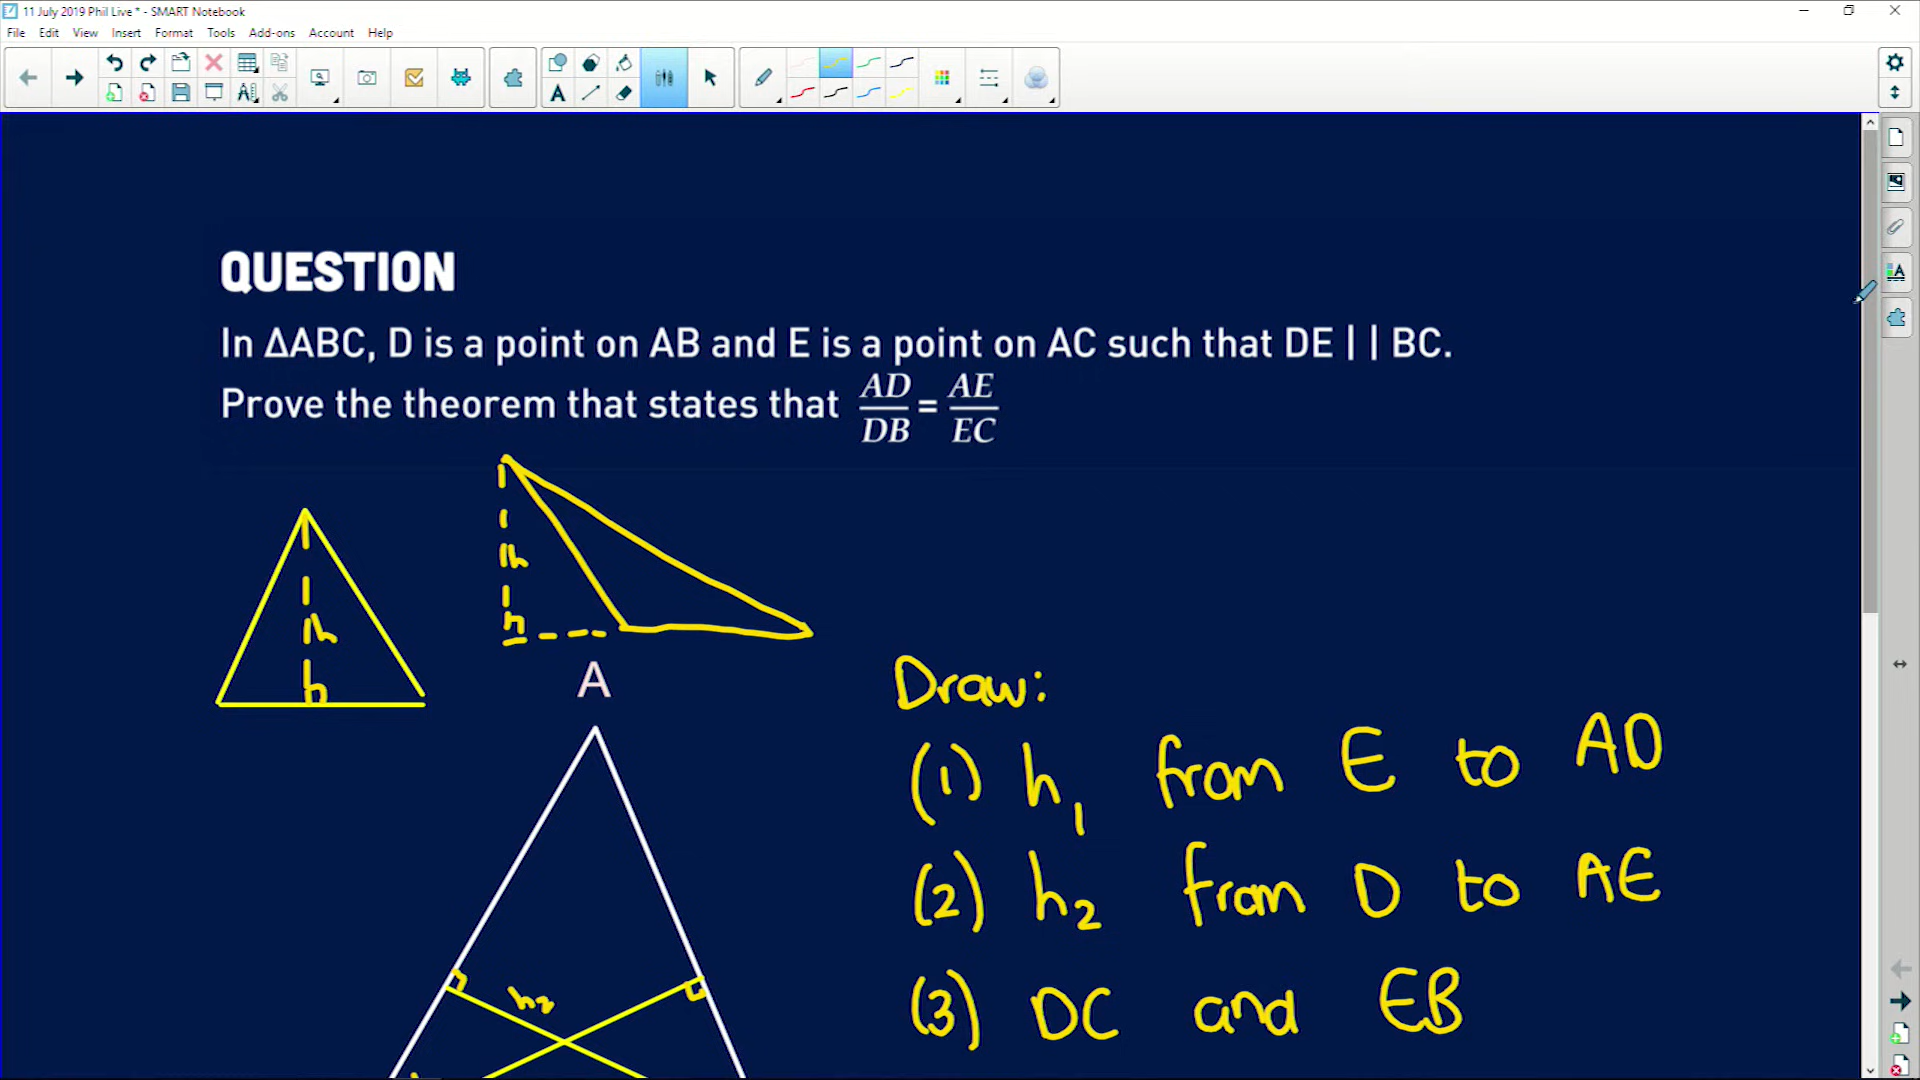 11 July 2019 Phil Live * - SMART Notebook
File Edit View Insert Format Tools Add-ons Account Help
QUESTION
In ΔABC, D is a point on AB and E is a point on AC such that DE | | BC.
Prove the theorem that states that AD/DB = AE/EC
h
h
A
Draw:
(1) h₁ from E to AD
(2) h₂ from D to AE
h₂
(3) DC and EB